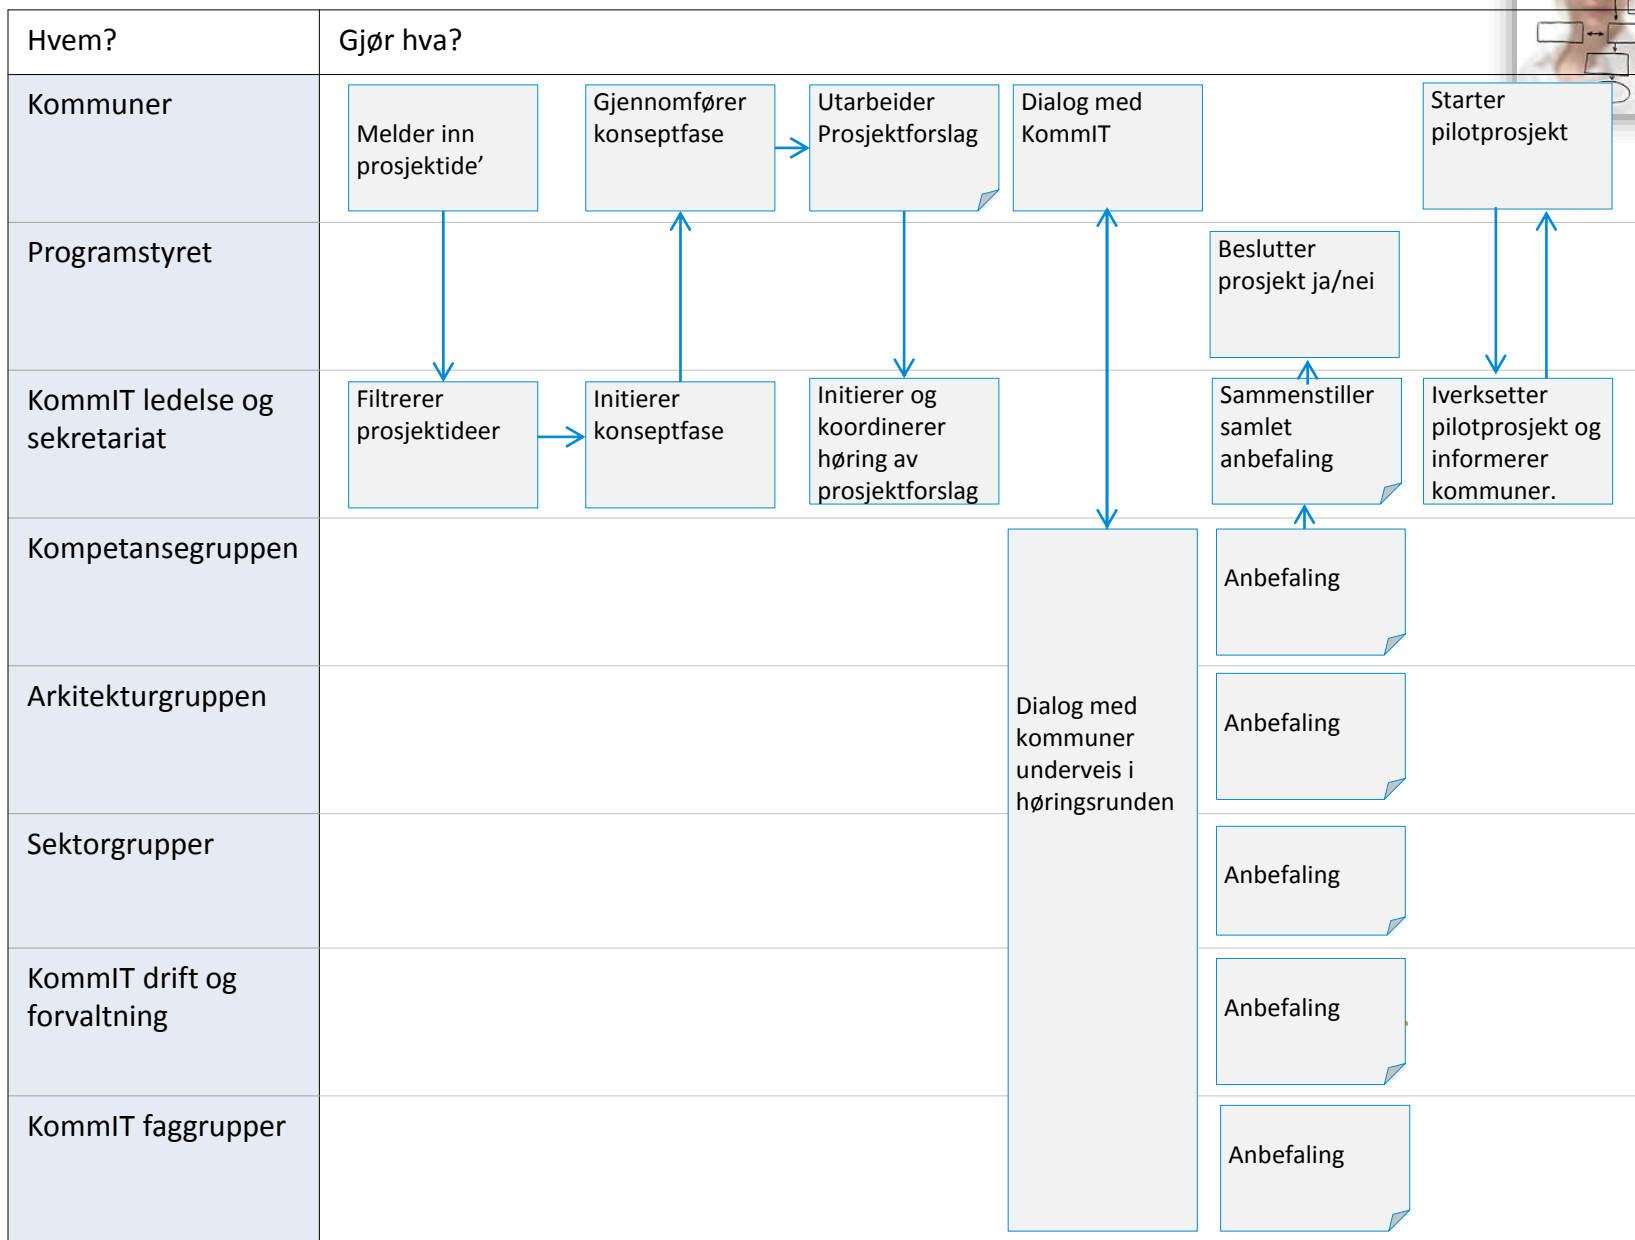 Hvem?
Gjør hva?
Kommuner
Melder inn
prosjektide’
Gjennomfører
konseptfase
Utarbeider
Prosjektforslag
Dialog med
KommIT
Starter
pilotprosjekt
Programstyret
Beslutter
prosjekt ja/nei
KommIT ledelse og
sekretariat
Filtrerer
prosjektideer
Initierer
konseptfase
Initierer og
koordinerer
høring av
prosjektforslag
Sammenstiller
samlet
anbefaling
Iverksetter
pilotprosjekt og
informerer
kommuner.
Kompetansegruppen
Anbefaling
Arkitekturgruppen
Dialog med
kommuner
underveis i
høringsrunden
Anbefaling
Sektorgrupper
Anbefaling
KommIT drift og
forvaltning
Anbefaling
KommIT faggrupper
Anbefaling